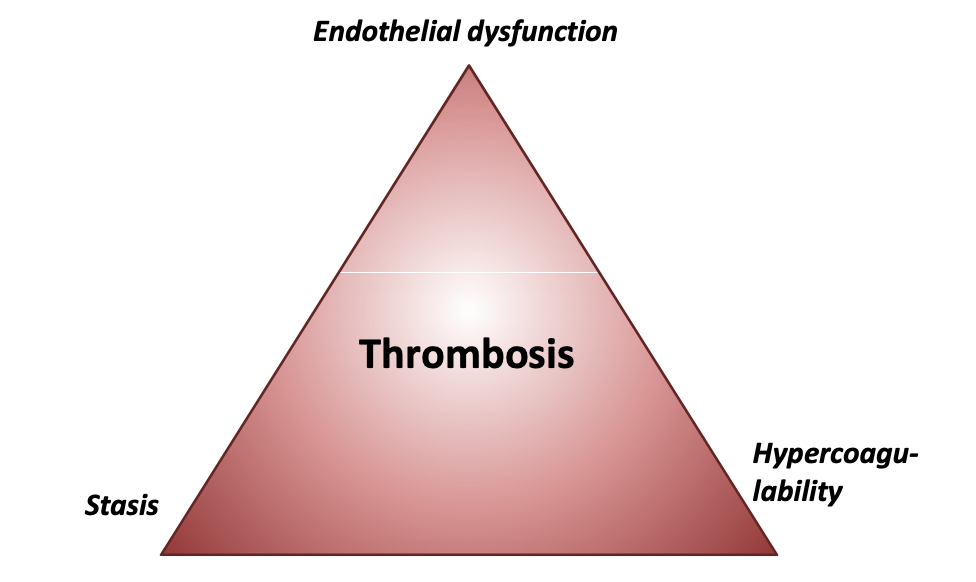 Endothelial dysfunction
Thrombosis
Hypercoagu-
lability
Stasis